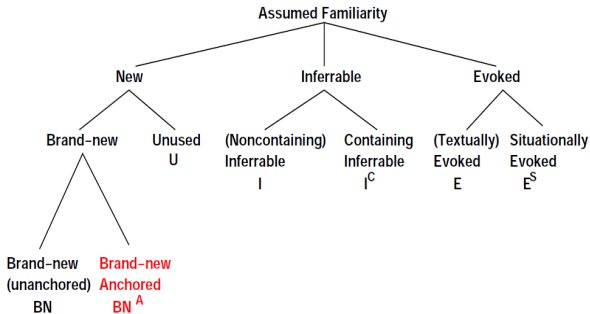 Assumed Familiarity
New
Inferrable
Evoked
Brand-new
Unused
U
(Noncontaining)
Inferrable
I
Containing
Inferrable
I^C
(Textually)
Evoked
E
Situationally
Evoked
E^S
Brand-new
(unanchored)
BN
Brand-new
Anchored
BN^A